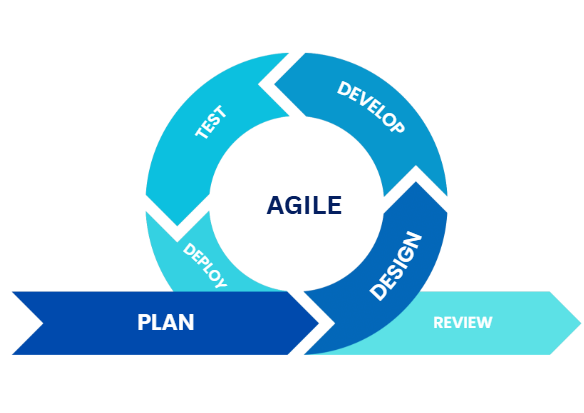 DEVELOP
TEST
AGILE
DEPLOY
DESIGN
PLAN
REVIEW